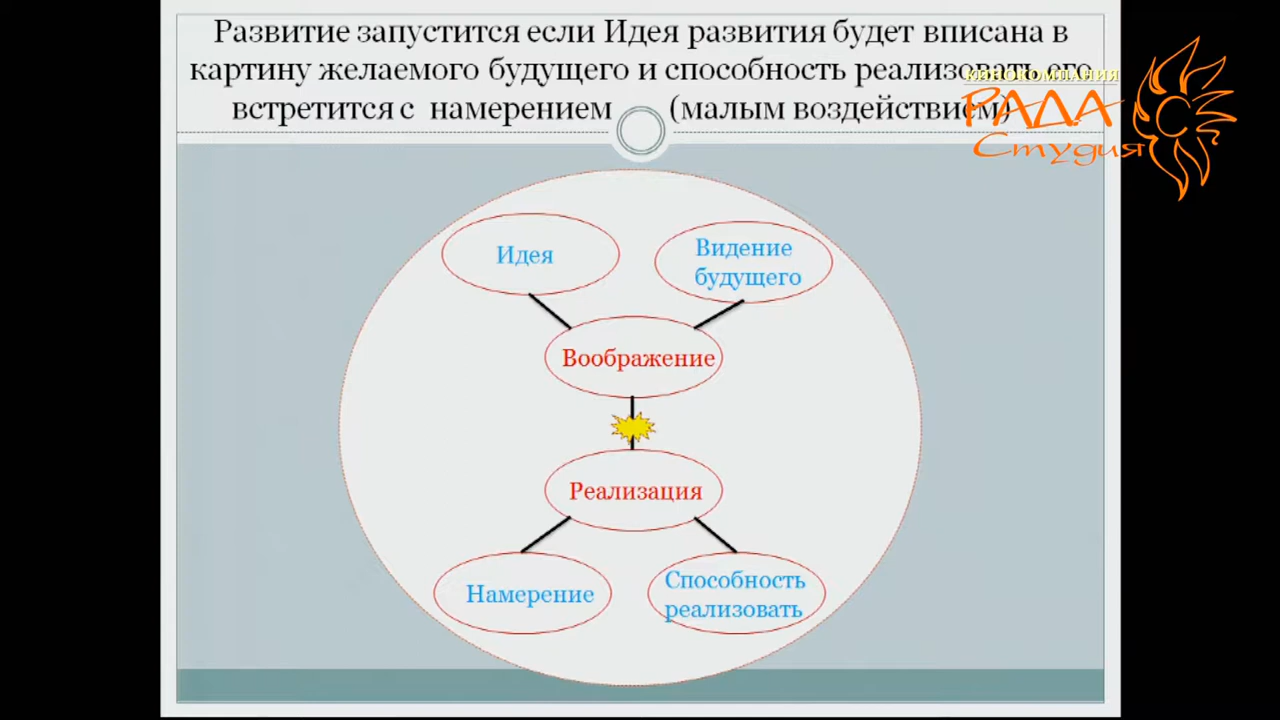 Развитие запустится если Идея развития будет вписана в
картину желаемого будущего и способность реализовать его
встретится с намерением (малым воздействием)
КИНОКОМПАНИЯ
РАДА
Студия
Идея
Видение
будущего
Воображение
Реализация
Намерение
Способность
реализовать